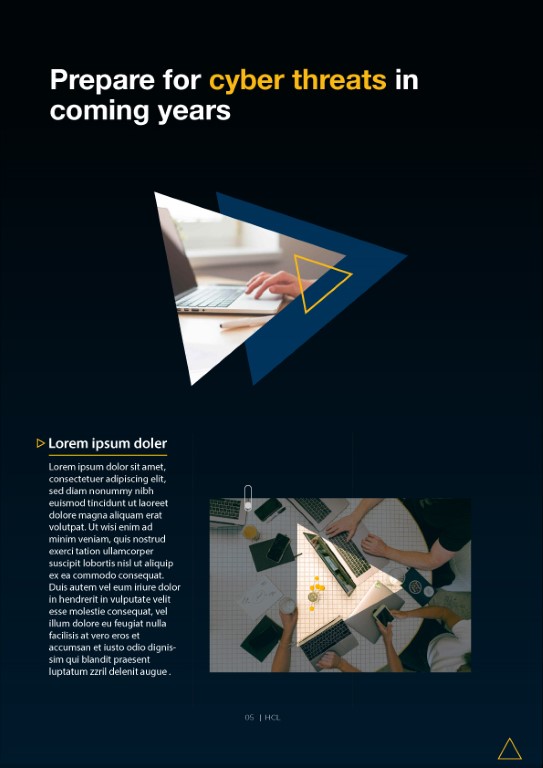 Prepare for cyber threats in
coming years
Lorem ipsum doler
Lorem ipsum dolor sit amet,
consectetuer adipiscing elit,
sed diam nonummy nibh
euismod tincidunt ut laoreet
dolore magna aliquam erat
volutpat. Ut wisi enim ad
minim veniam, quis nostrud
exerci tation ullamcorper
suscipit lobortis nisl ut aliquip
ex ea commodo consequat.
Duis autem vel eum iriure dolor
in hendrerit in vulputate velit
esse molestie consequat, vel
illum dolore eu feugiat nulla
facilisis at vero eros et
accumsan et iusto odio dignis-
sim qui blandit praesent
luptatum zzril delenit augue .
05 | HCL